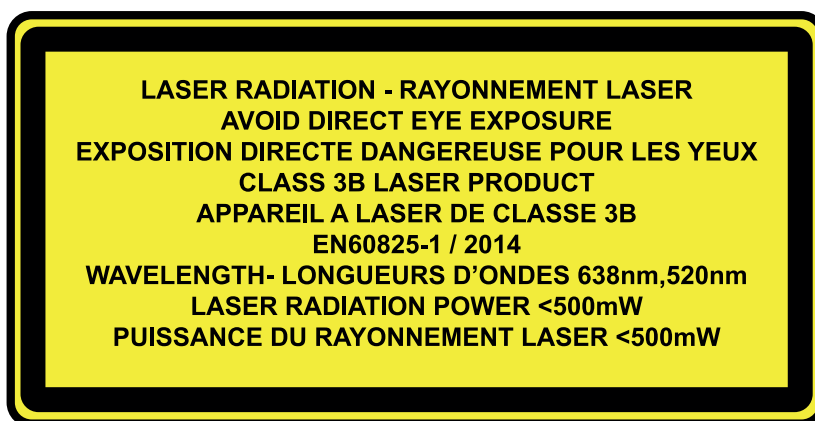 LASER RADIATION - RAYONNEMENT LASER
AVOID DIRECT EYE EXPOSURE
EXPOSITION DIRECTE DANGEREUSE POUR LES YEUX
CLASS 3B LASER PRODUCT
APPAREIL A LASER DE CLASSE 3B
EN60825-1 / 2014
WAVELENGTH- LONGUEURS D'ONDES 638nm,520nm
LASER RADIATION POWER <500mW
PUISSANCE DU RAYONNEMENT LASER <500mW